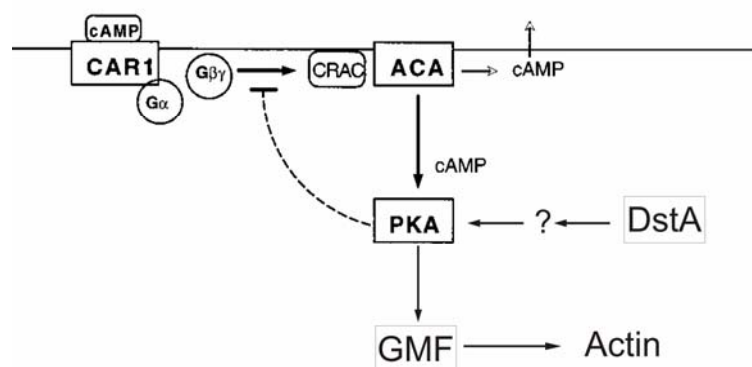 cAMP
CAR1
Gα
Gβγ
CRAC
ACA
cAMP
cAMP
PKA
?
DstA
GMF
Actin